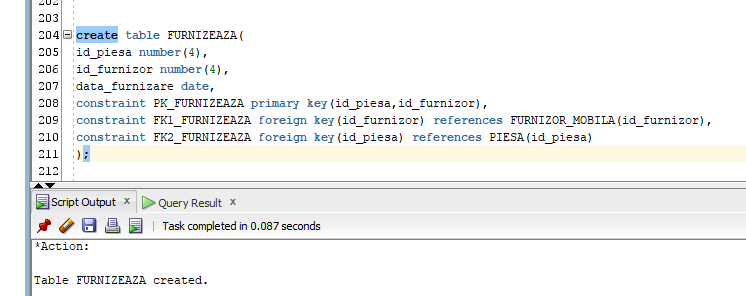 202
203
204 create table FURNIZEAZA(
205 id_piesa number(4),
206 id_furnizor number(4),
207 data_furnizare date,
208 constraint PK_FURNIZEAZA primary key(id_piesa,id_furnizor),
209 constraint FK1_FURNIZEAZA foreign key(id_furnizor) references FURNIZOR_MOBILA(id_furnizor),
210 constraint FK2_FURNIZEAZA foreign key(id_piesa) references PIESA(id_piesa)
211 );
212
Script Output x Query Result x
Task completed in 0.087 seconds
*Action:
Table FURNIZEAZA created.